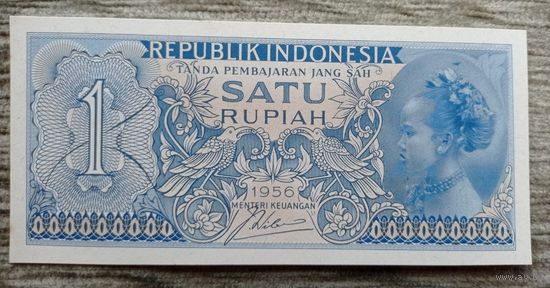 REPUBLIK INDONESIA
TANDA PEMBAJARAN JANG SAH
SATU
RUPIAH
1
1956
MENTERI KEUANGAN